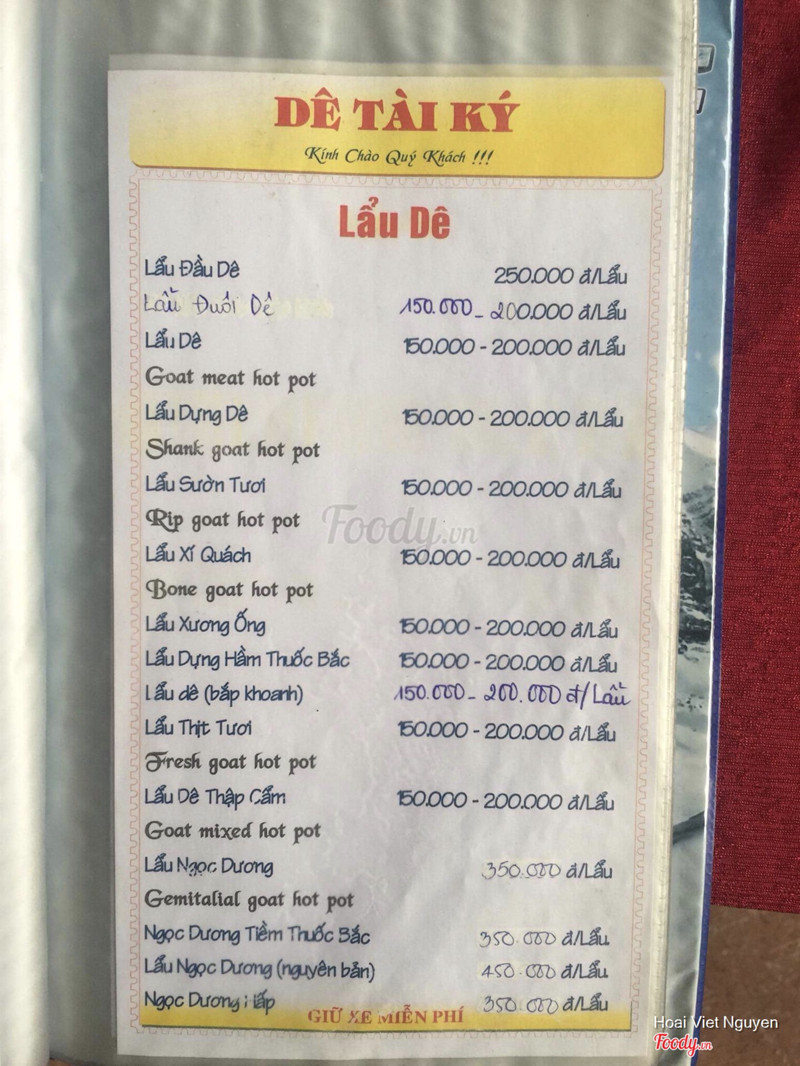 DÊ TÀI KÝ
Kính Chào Quý Khách !!!
Lẩu Dê
Lẩu Đầu Dê 250.000 đ/Lẩu
Lẩu Đuôi Dê 150.000 - 200.000 đ/Lẩu
Lẩu Dê 150.000 - 200.000 đ/Lẩu
Goat meat hot pot
Lẩu Dựng Dê 150.000 - 200.000 đ/Lẩu
Shank goat hot pot
Lẩu Sườn Tươi 150.000 - 200.000 đ/Lẩu
Rip goat hot pot
Foody.vn
Lẩu Xí Quách 150.000 - 200.000 đ/Lẩu
Bone goat hot pot
Lẩu Xương Ống 150.000 - 200.000 đ/Lẩu
Lẩu Dựng Hầm Thuốc Bắc 150.000 - 200.000 đ/Lẩu
Lẩu dê (bắp khoanh) 150.000 - 200.000 đ/Lẩu
Lẩu Thịt Tươi 150.000 - 200.000 đ/Lẩu
Fresh goat hot pot
Lẩu Dê Thập Cẩm 150.000 - 200.000 đ/Lẩu
Goat mixed hot pot
Lẩu Ngọc Dương 350.000 đ/Lẩu
Gemitalial goat hot pot
Ngọc Dương Tiềm Thuốc Bắc 350.000 đ/Lẩu
Lẩu Ngọc Dương (nguyên bản) 450.000 đ/Lẩu
Ngọc Dương Hấp 350.000 đ/Lẩu
GIỮ XE MIỄN PHÍ
Hoai Viet Nguyen
Foody.vn